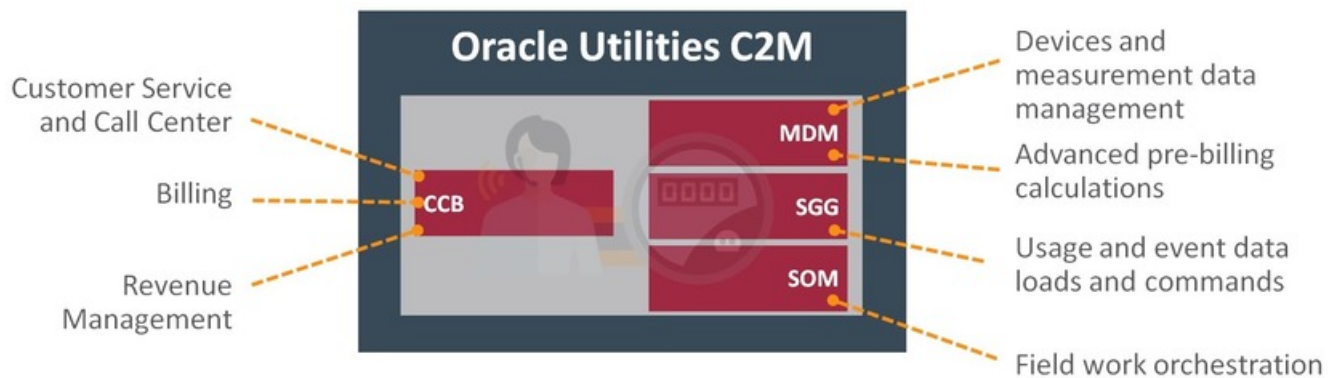 Oracle Utilities C2M
Customer Service
and Call Center
Billing
Revenue
Management
CCB
MDM
SGG
SOM
Devices and
measurement data
management
Advanced pre-billing
calculations
Usage and event data
loads and commands
Field work orchestration
0000